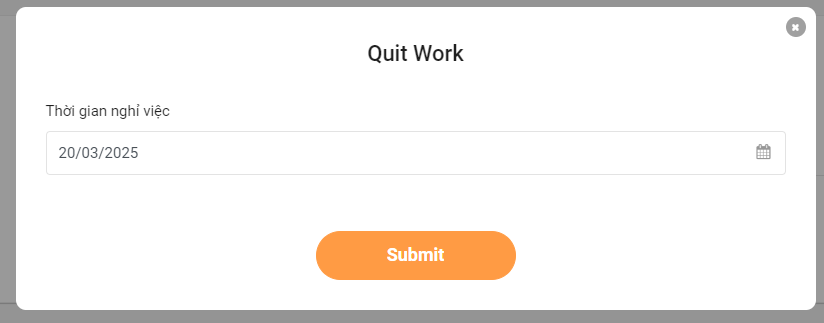 Quit Work
Thời gian nghỉ việc
20/03/2025
Submit